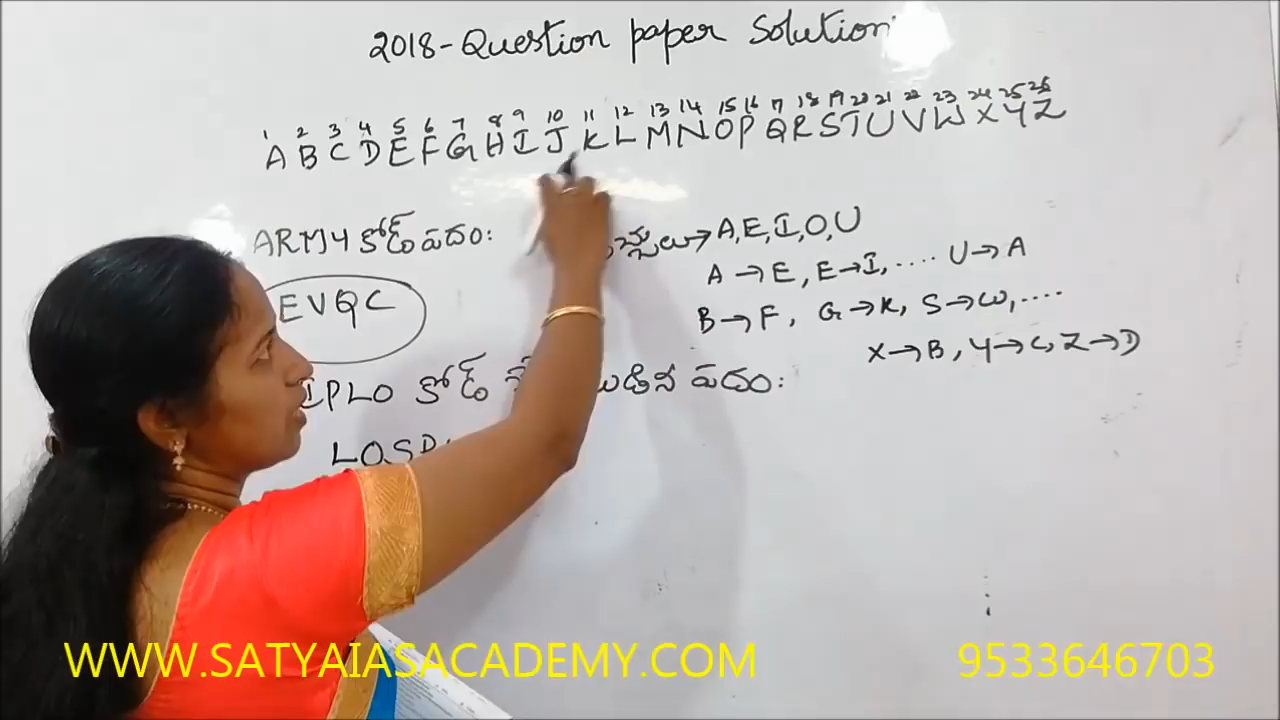 2018-Question paper Solution
1 2 3 4 5 6 7 8 9 10 11 12 13 14 15 16 17 18 19 20 21 22 23 24 25 26
A B C D E F G H I J K L M N O P Q R S T U V W X Y Z
ARMY కోడ్ పదం:
→ A, E, I, O, U
A → E, E → I, .... U → A
EVQC
B → F, G → K, S → W, ....
X → B, Y → C, Z → D
IPLO కోడ్ పదం:
WWW.SATYAIASACADEMY.COM
9533646703